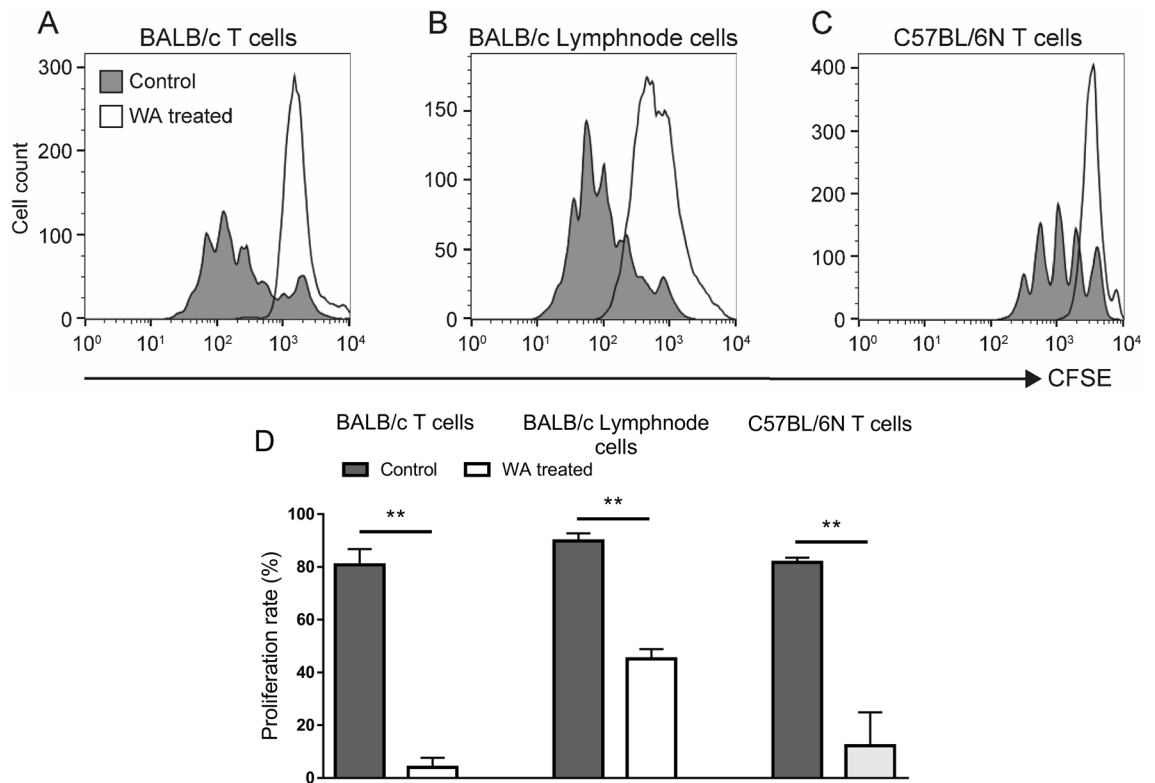 A
BALB/c T cells
Control
WA treated
Cell count
300
200
100
0
10⁰ 10¹ 10² 10³ 10⁴
B
BALB/c Lymphnode cells
150
100
50
0
10⁰ 10¹ 10² 10³ 10⁴
C
C57BL/6N T cells
400
300
200
100
0
10⁰ 10¹ 10² 10³ 10⁴
CFSE
D
BALB/c T cells
BALB/c Lymphnode
cells
C57BL/6N T cells
Control
WA treated
Proliferation rate (%)
100
80
60
40
20
0
**
**
**